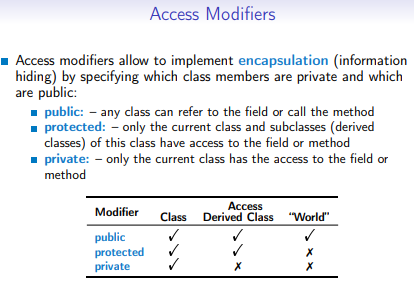 Access Modifiers
■ Access modifiers allow to implement encapsulation (information
hiding) by specifying which class members are private and which
are public:
■ public: – any class can refer to the field or call the method
■ protected: – only the current class and subclasses (derived
classes) of this class have access to the field or method
■ private: – only the current class has the access to the field or
method
Access
Modifier Class Derived Class “World”
public ✓ ✓ ✓
protected ✓ ✓ ✗
private ✓ ✗ ✗